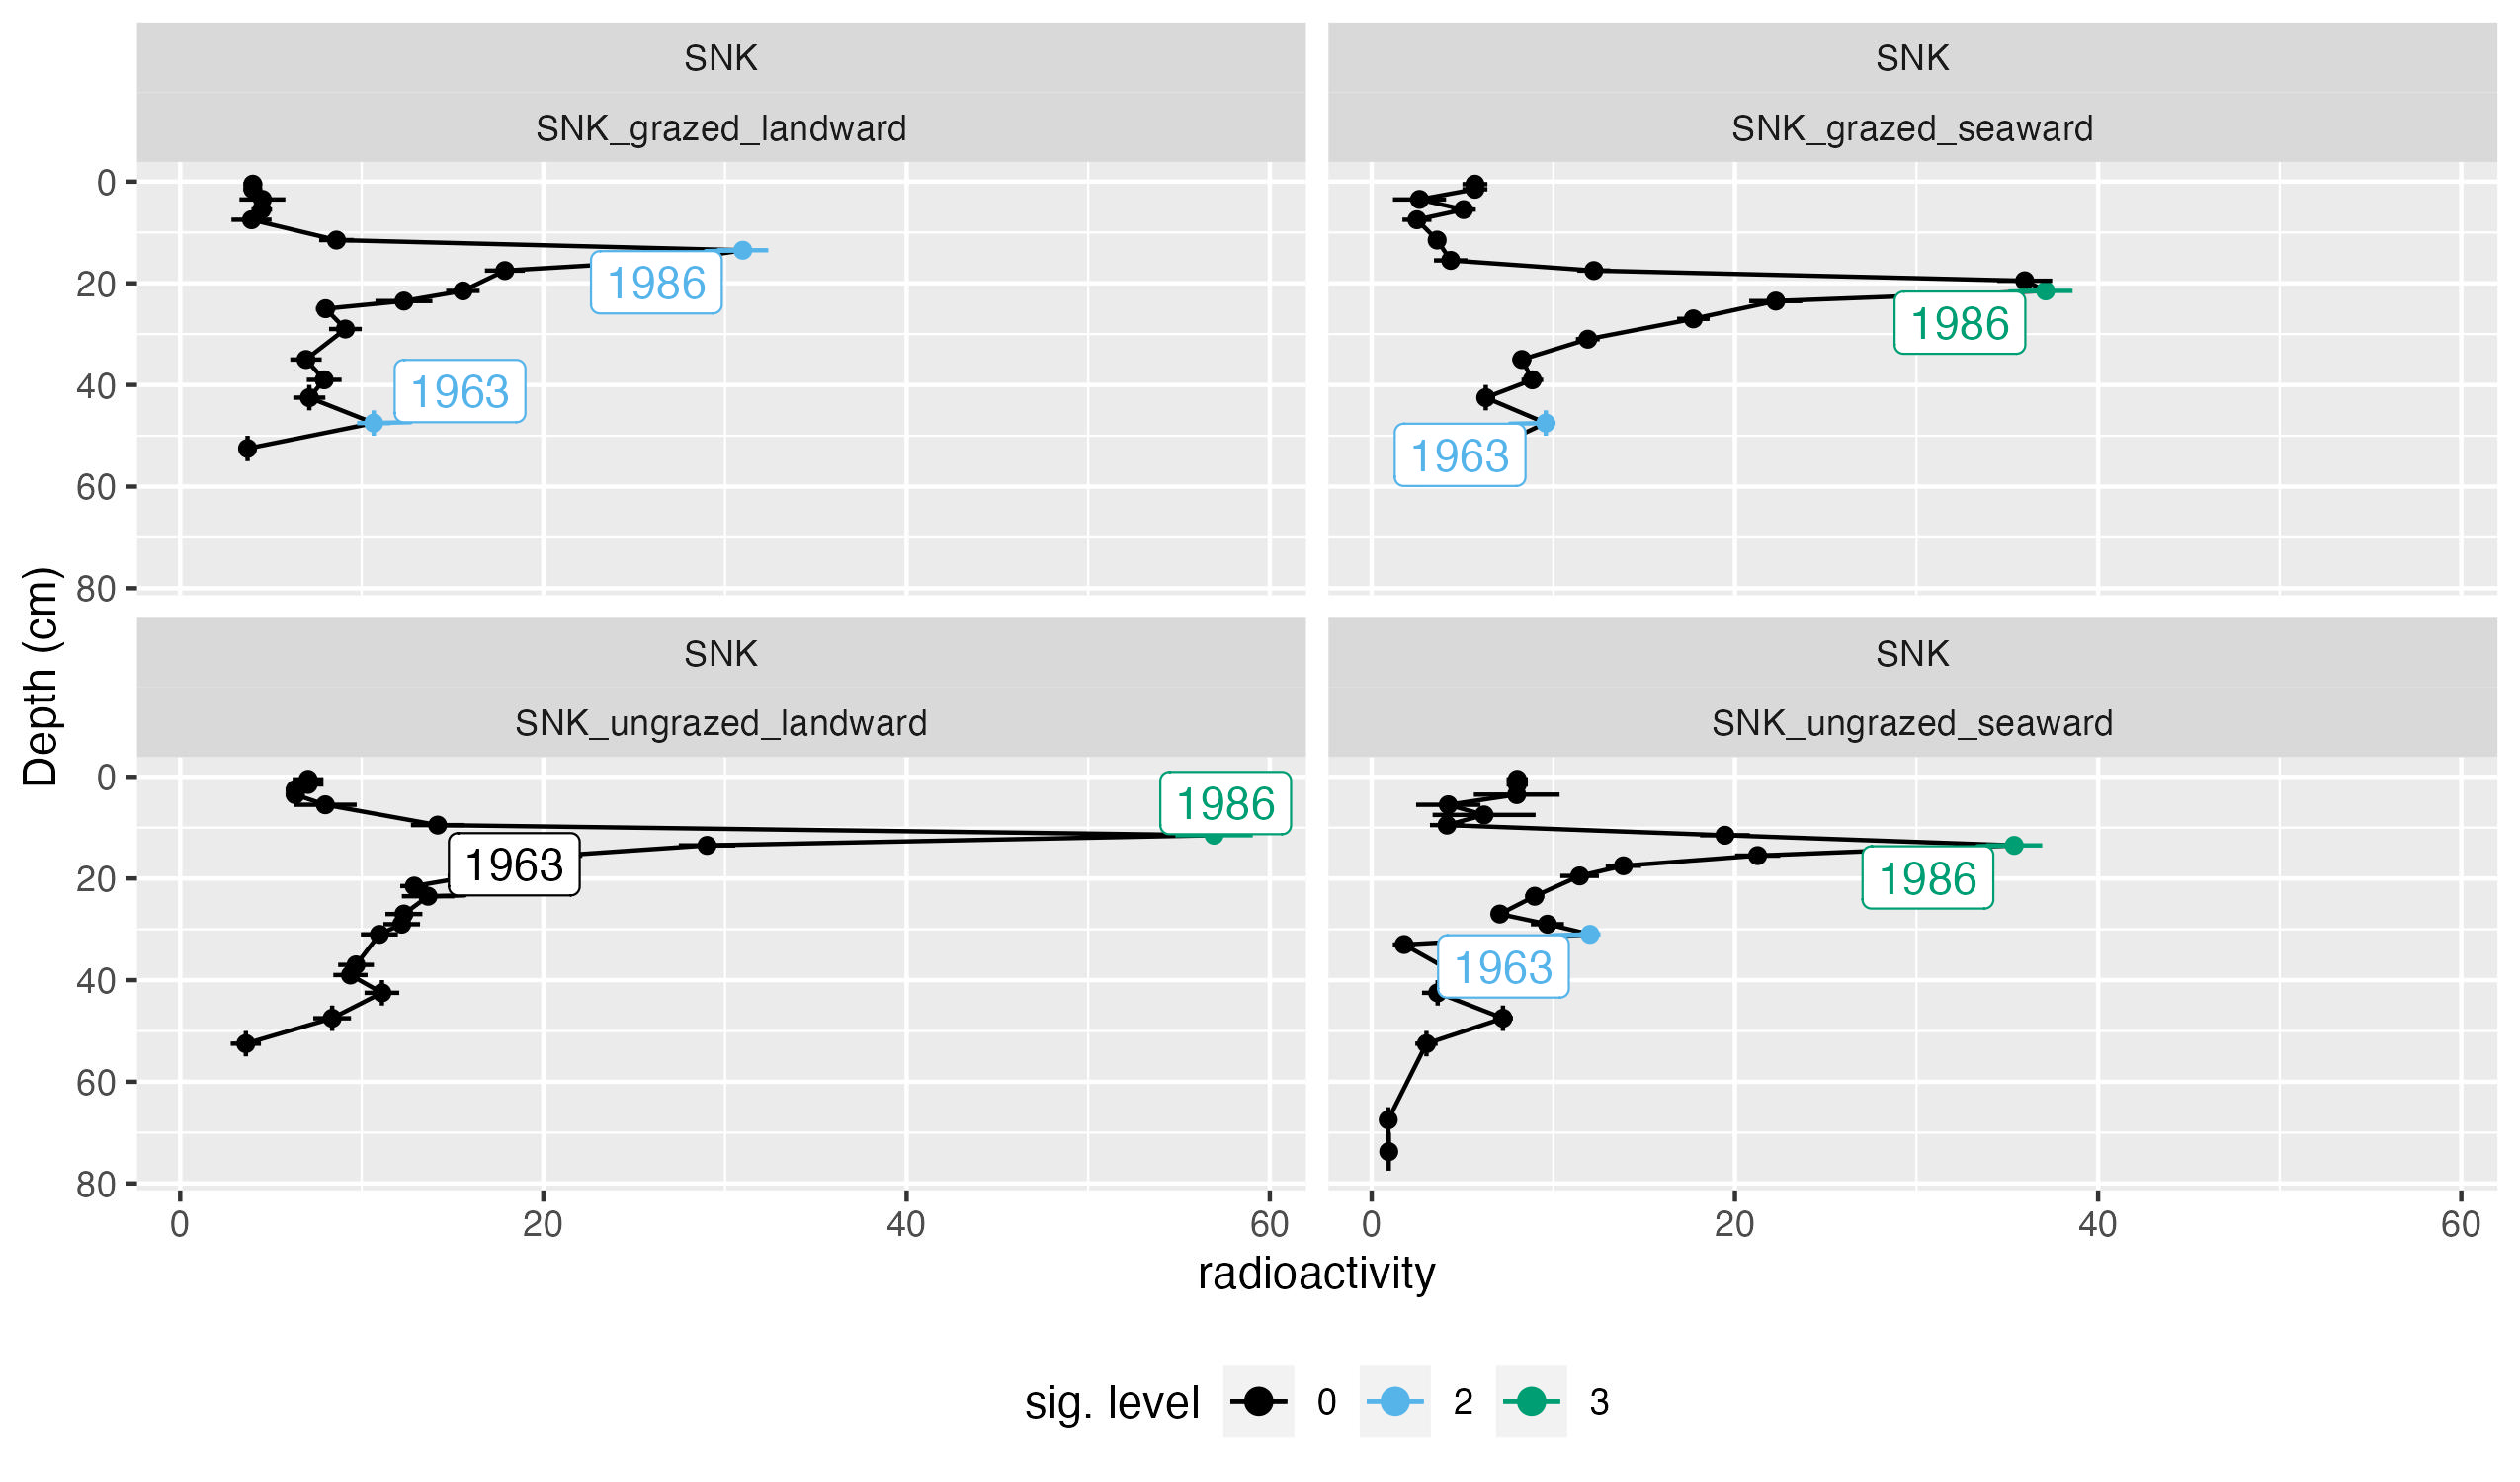 SNK
SNK_grazed_landward
0
20
40
60
80
1986
1963
SNK
SNK_grazed_seaward
1986
1963
Depth (cm)
SNK
SNK_ungrazed_landward
0
20
40
60
80
1986
1963
0 20 40 60
SNK
SNK_ungrazed_seaward
1986
1963
0 20 40 60
radioactivity
sig. level 0 2 3